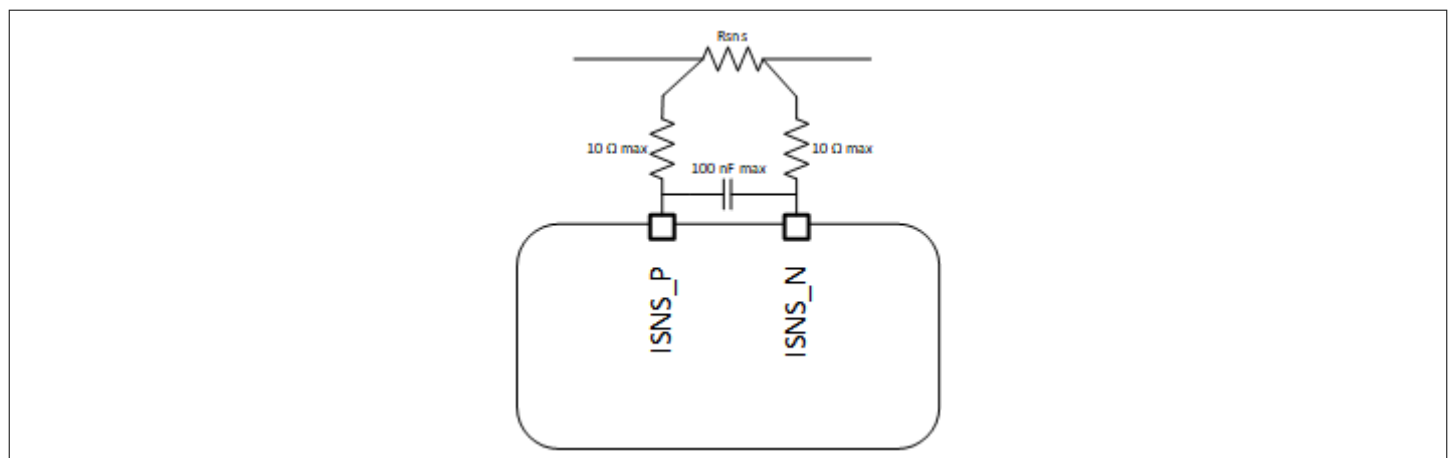 Rsns
10 Ω max
10 Ω max
100 nF max
ISNS_P
ISNS_N